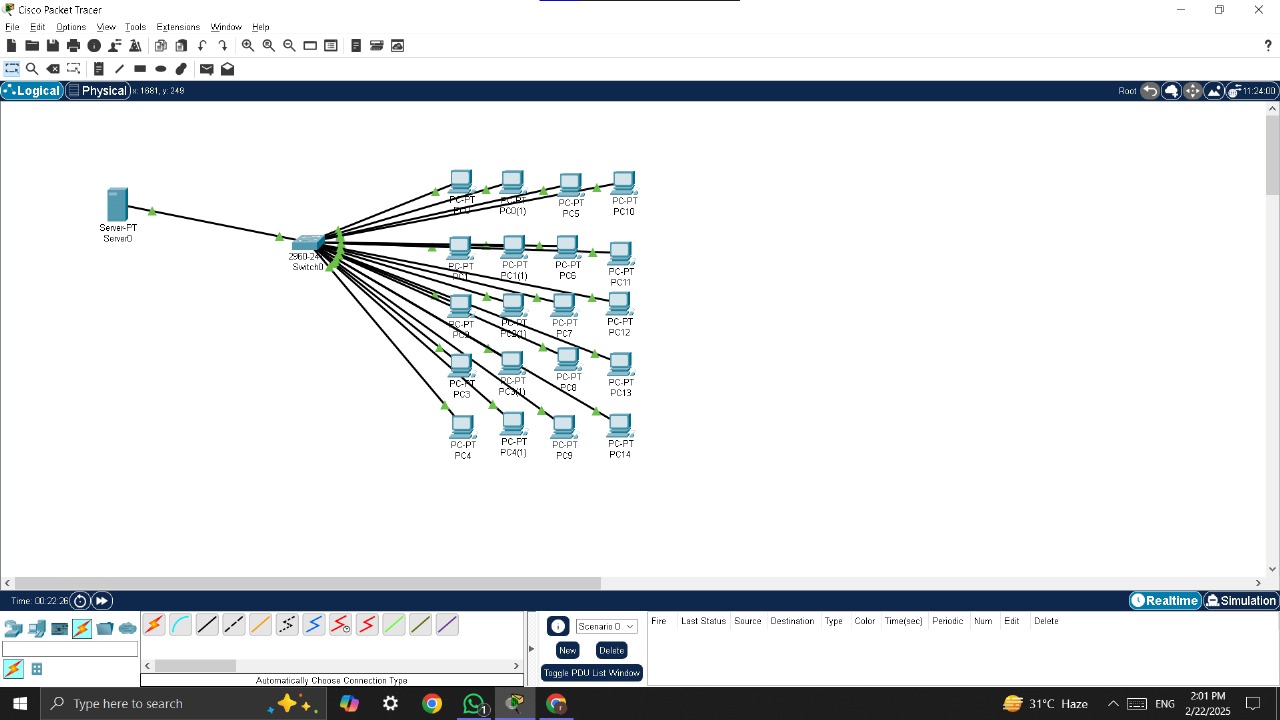 Cisco Packet Tracer
File Edit Options View Tools Extensions Window Help
?
Logical Physical x: 1681, y: 249 Root 11:24:00
Server-PT
Server0
Switch0
PC-PT
PC0
PC-PT
PC0(1)
PC-PT
PC5
PC-PT
PC10
PC-PT
PC1
PC-PT
PC1(1)
PC-PT
PC6
PC-PT
PC11
PC-PT
PC2
PC-PT
PC2(1)
PC-PT
PC7
PC-PT
PC12
PC-PT
PC3
PC-PT
PC3(1)
PC-PT
PC8
PC-PT
PC13
PC-PT
PC4
PC-PT
PC4(1)
PC-PT
PC9
PC-PT
PC14
Time: 00:22:26 Realtime Simulation
Scenario 0
New Delete
Toggle PDU List Window
Fire Last Status Source Destination Type Color Time(sec) Periodic Num Edit Delete
Automatically Choose Connection Type
Type here to search
1
31°C Haze
ENG
2:01 PM
2/22/2025